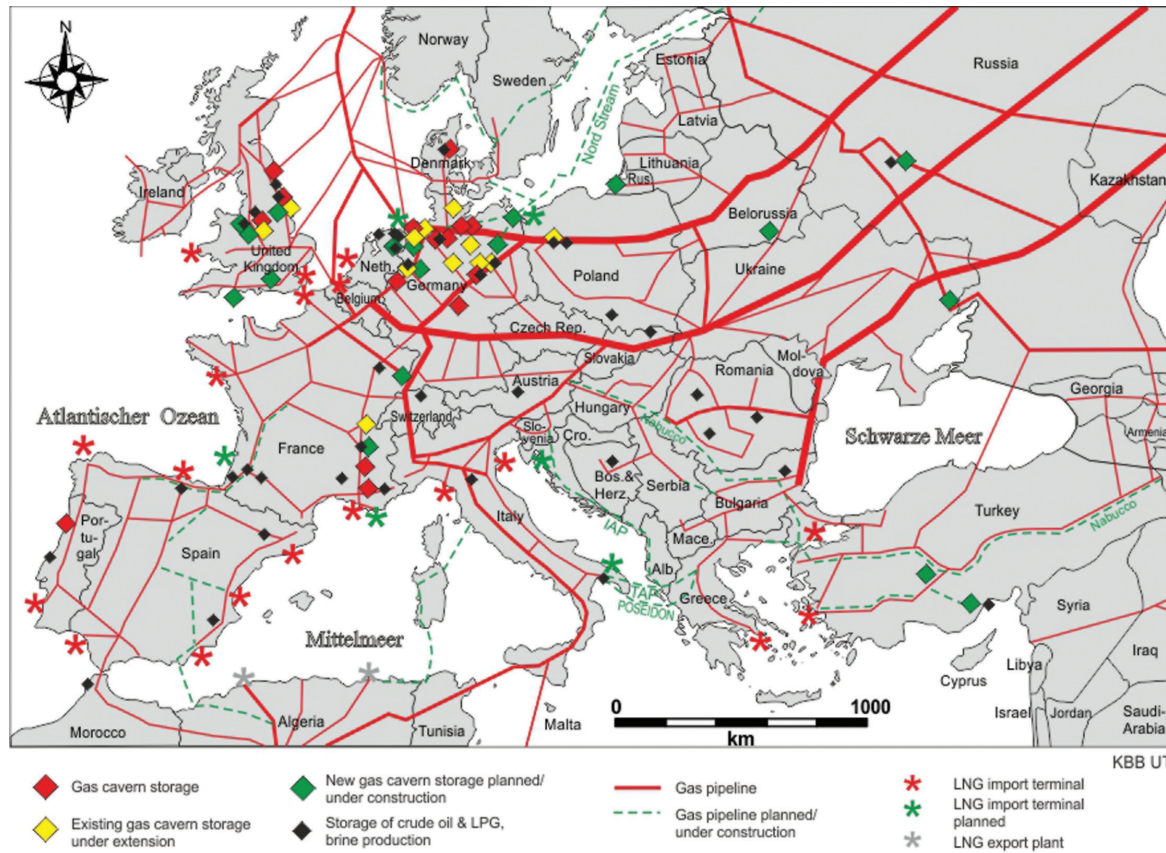 N
Norway
Sweden
Estonia
Russia
Latvia
Nord Stream
Denmark
Lithuania
Rus.
Ireland
Kazakhstan
Belorussia
United
Kingdom
Neth.
Germany
Poland
Ukraine
Belgium
Czech Rep.
Slovakia
Mol-
dova
Romania
Austria
Georgia
Hungary
Switzerland
Atlantischer Ozean
Slo-
venia
Cro.
Nabucco
Schwarze Meer
Armenia
France
Bos.&
Herz.
Serbia
Bulgaria
Italy
Turkey
Nabucco
Por-
tu-
gal
Spain
IAP
Mace.
Alb.
TAP
POSEIDON
Greece
Syria
Mittelmeer
Iraq
Libya
Cyprus
0
1000
km
Israel
Jordan
Saudi-
Arabia
Malta
Morocco
Algeria
Tunisia
KBB UT
Gas cavern storage
Existing gas cavern storage
under extension
New gas cavern storage planned/
under construction
Storage of crude oil & LPG,
brine production
Gas pipeline
Gas pipeline planned/
under construction
LNG import terminal
LNG import terminal
planned
LNG export plant